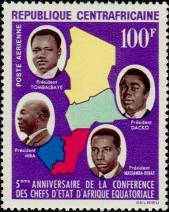 REPUBLIQUE CENTRAFRICAINE
POSTE AERIENNE
100F
Président
TOMBALBAYE
Président
DACKO
Président
M'BA
Président
MASSAMBA-DEBAT
5ème ANNIVERSAIRE DE LA CONFERENCE
DES CHEFS D'ETAT D'AFRIQUE EQUATORIALE